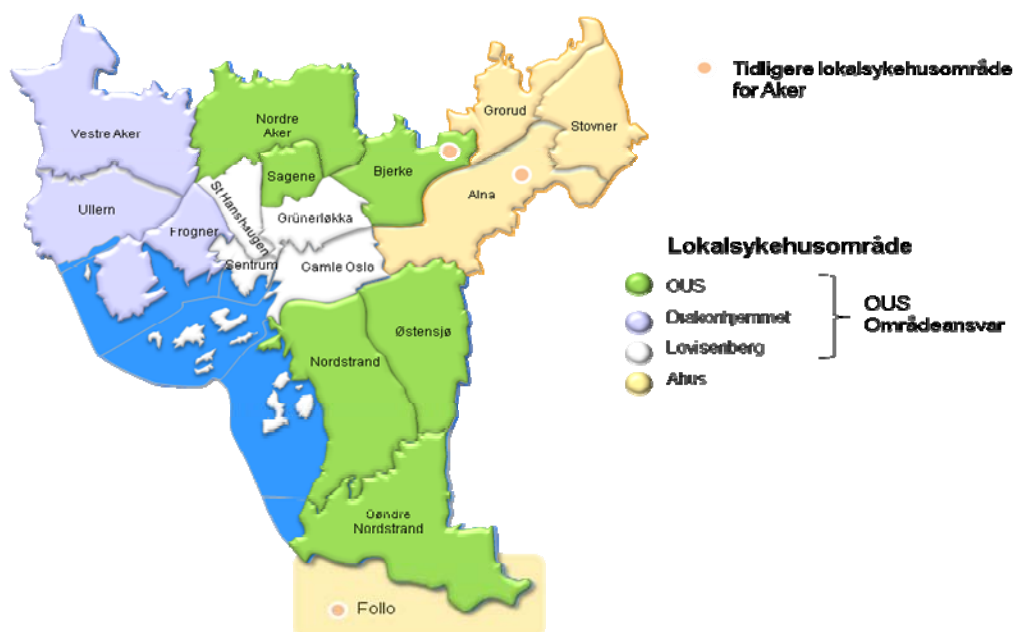 Tidligere lokalsykehusområde
for Aker
Grorud
Stovner
Nordre
Aker
Vestre Aker
Bjerke
Sagene
Alna
St Hanshaugen
Ullern
Grünerløkka
Frogner
Sentrum
Camle Oslo
Lokalsykehusområde
OUS
Diakonhjemmet
Lovisenberg
Ahus
OUS
Områdeansvar
Østensjø
Nordstrand
Søndre
Nordstrand
Follo